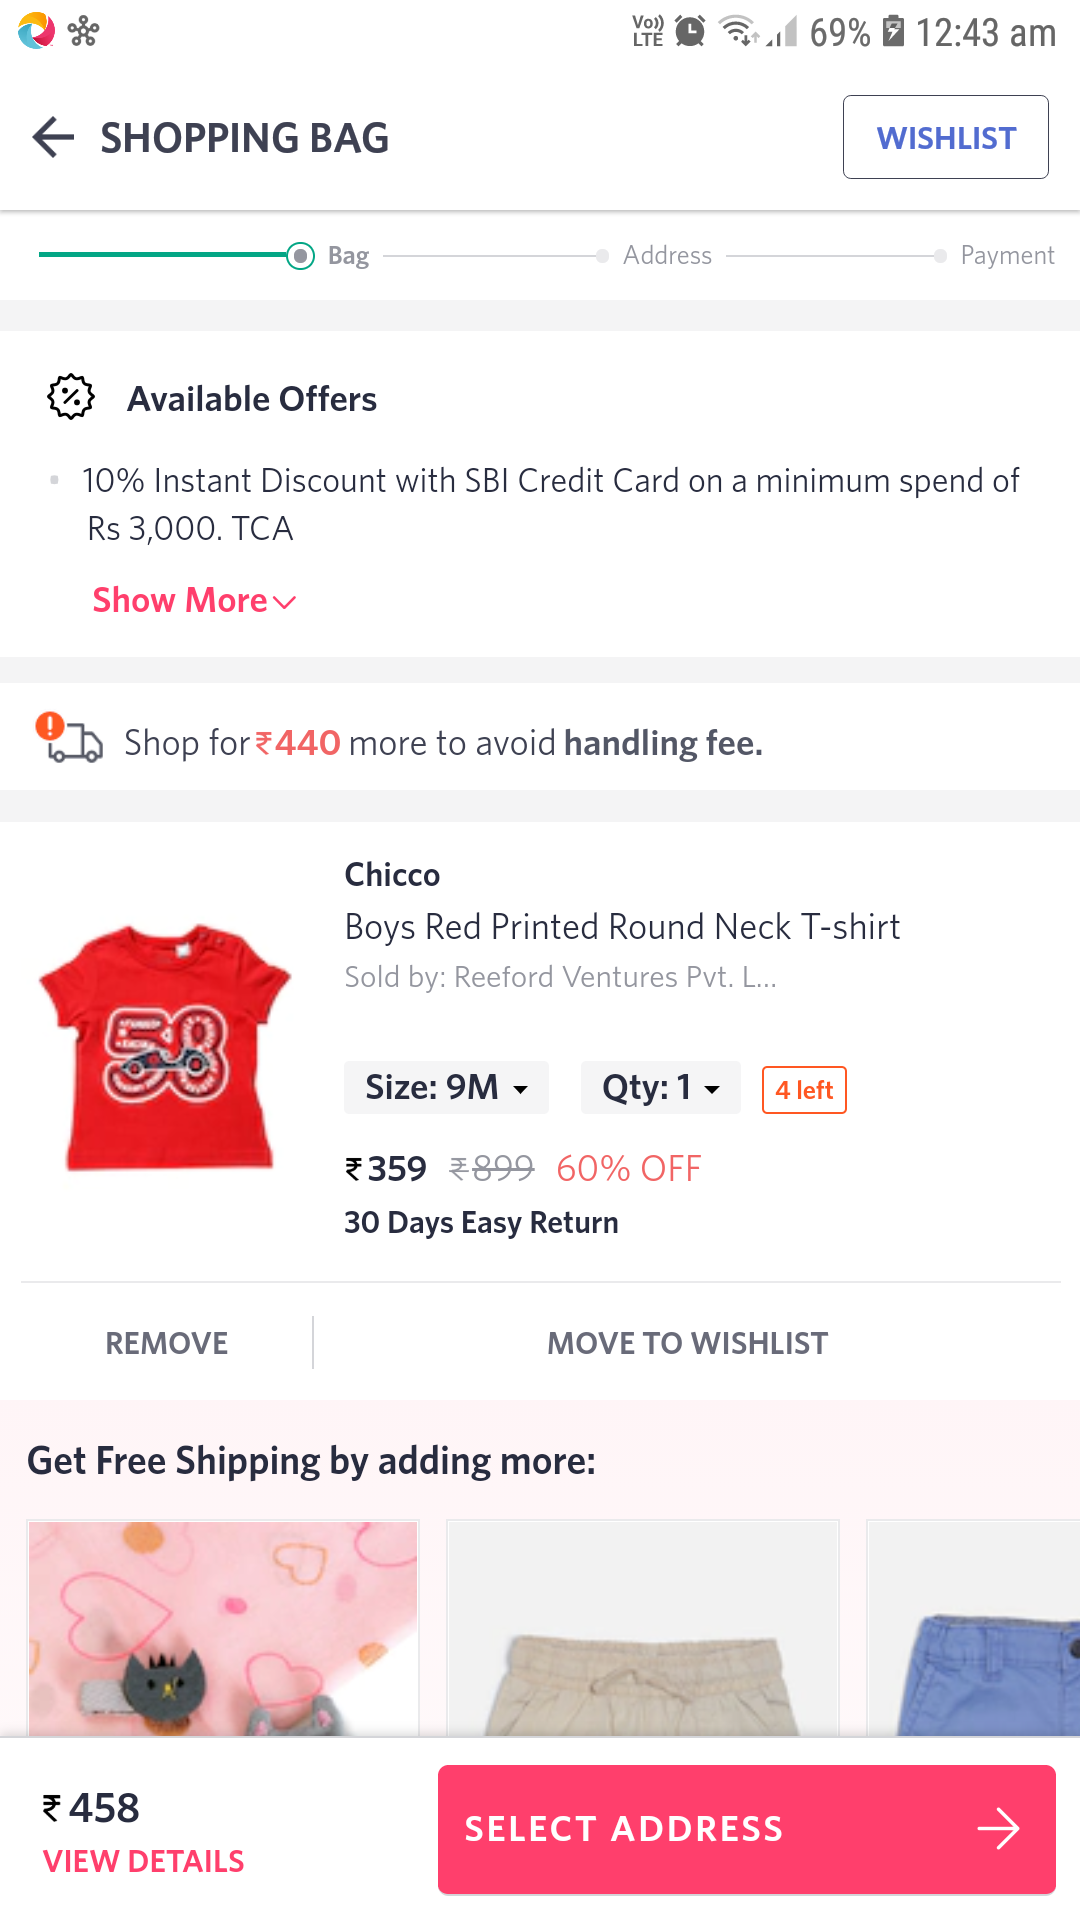 Vo)) LTE 69% 12:43 am
SHOPPING BAG
WISHLIST
Bag Address Payment
Available Offers
10% Instant Discount with SBI Credit Card on a minimum spend of
Rs 3,000. TCA
Show More
Shop for ₹440 more to avoid handling fee.
Chicco
Boys Red Printed Round Neck T-shirt
Sold by: Reeford Ventures Pvt. L...
58
Size: 9M Qty: 1 4 left
₹359 ₹899 60% OFF
30 Days Easy Return
REMOVE MOVE TO WISHLIST
Get Free Shipping by adding more:
₹458
VIEW DETAILS
SELECT ADDRESS